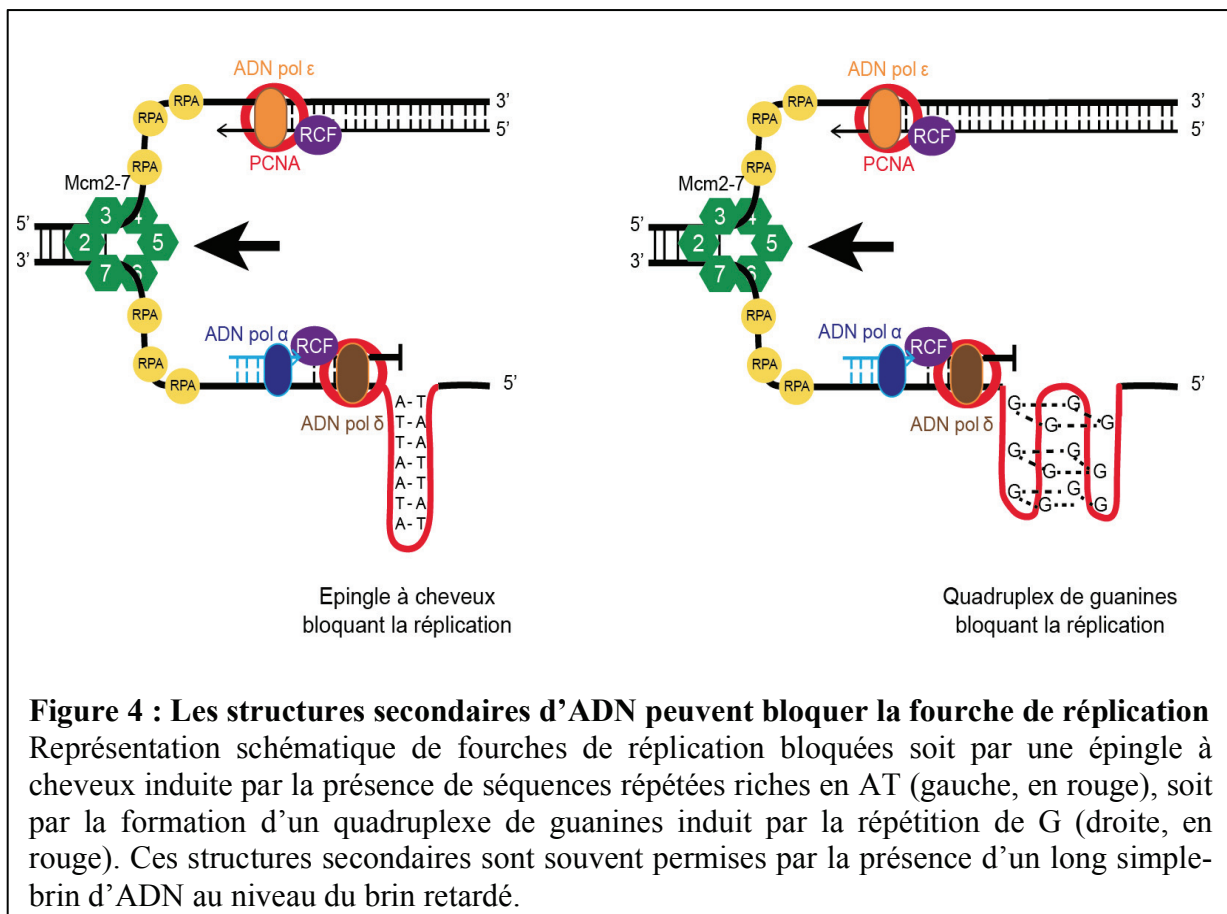 ADN pol ε
RPA
RPA
RPA
RCF
PCNA
3’
5’
Mcm2-7
5’
3’
3
4
2
5
7
6
RPA
RPA
RPA
ADN pol α
RCF
ADN pol δ
5’
A-T
T-A
T-A
A-T
A-T
T-A
A-T
Epingle à cheveux
bloquant la réplication
ADN pol ε
RPA
RPA
RPA
RCF
PCNA
3’
5’
Mcm2-7
5’
3’
3
4
2
5
7
6
RPA
RPA
RPA
ADN pol α
RCF
ADN pol δ
5’
G G
G G
G G
G G
G G
G G
Quadruplex de guanines
bloquant la réplication
Figure 4 : Les structures secondaires d’ADN peuvent bloquer la fourche de réplication
Représentation schématique de fourches de réplication bloquées soit par une épingle à
cheveux induite par la présence de séquences répétées riches en AT (gauche, en rouge), soit
par la formation d’un quadruplexe de guanines induit par la répétition de G (droite, en
rouge). Ces structures secondaires sont souvent permises par la présence d’un long simple-
brin d’ADN au niveau du brin retardé.